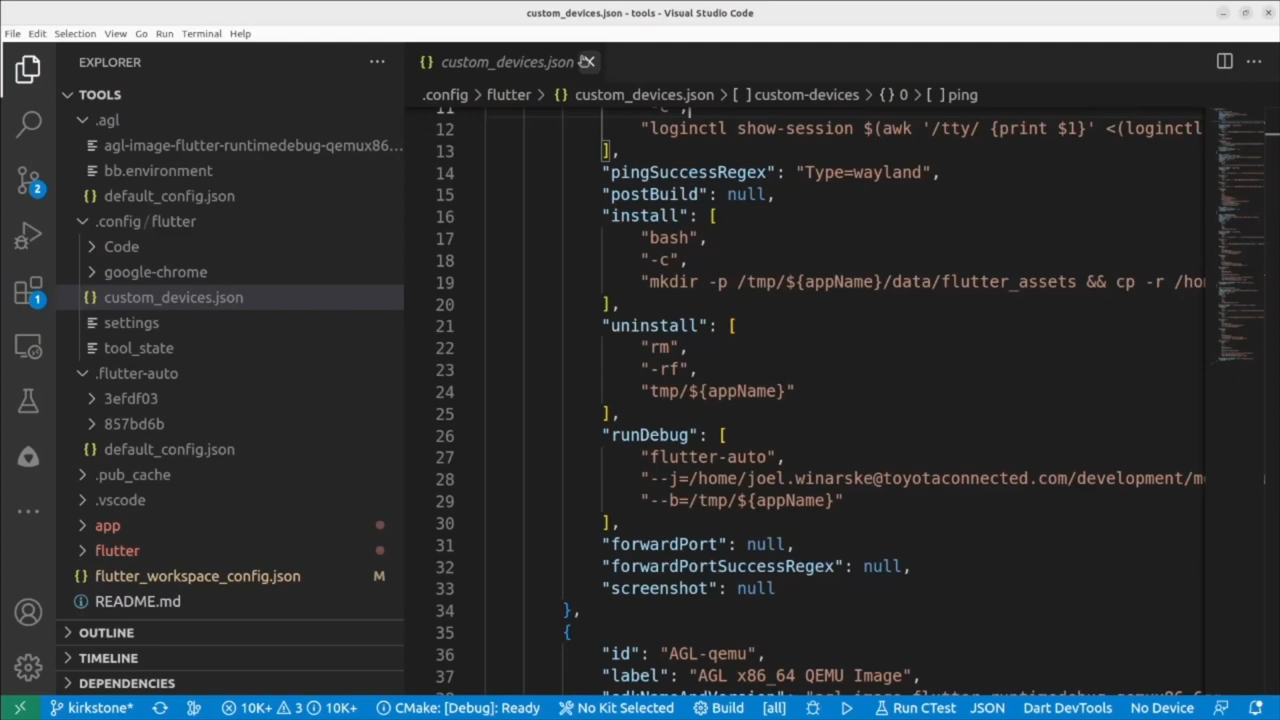 custom_devices.json - tools - Visual Studio Code
File Edit Selection View Go Run Terminal Help
EXPLORER
TOOLS
.agl
agl-image-flutter-runtimedebug-qemux86...
bb.environment
default_config.json
.config / flutter
Code
google-chrome
{} custom_devices.json
settings
tool_state
.flutter-auto
3efdf03
857bd6b
{} default_config.json
.pub_cache
.vscode
app
flutter
{} flutter_workspace_config.json M
README.md
OUTLINE
TIMELINE
DEPENDENCIES
2
1
{} custom_devices.json
.config > flutter > {} custom_devices.json > [ ] custom-devices > {} 0 > [ ] ping
11 "-c",
12 "loginctl show-session $(awk '/tty/ {print $1}' <(loginctl
13 ],
14 "pingSuccessRegex": "Type=wayland",
15 "postBuild": null,
16 "install": [
17 "bash",
18 "-c",
19 "mkdir -p /tmp/${appName}/data/flutter_assets && cp -r /hom
20 ],
21 "uninstall": [
22 "rm",
23 "-rf",
24 "tmp/${appName}"
25 ],
26 "runDebug": [
27 "flutter-auto",
28 "--j=/home/joel.winarske@toyotaconnected.com/development/m
29 "--b=/tmp/${appName}"
30 ],
31 "forwardPort": null,
32 "forwardPortSuccessRegex": null,
33 "screenshot": null
34 },
35 {
36 "id": "AGL-qemu",
37 "label": "AGL x86_64 QEMU Image",
kirkstone* 10K+ 3 10K+ CMake: [Debug]: Ready No Kit Selected Build [all] Run CTest JSON Dart DevTools No Device